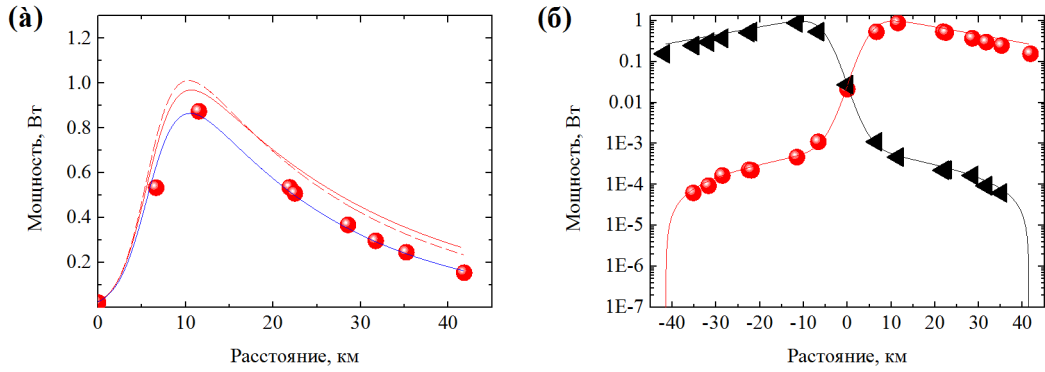 (à)
(б)
1.2
1.0
0.8
0.6
0.4
0.2
Мощность, Вт
0 10 20 30 40
Расстояние, км
1
0.1
0.01
1E-3
1E-4
1E-5
1E-6
1E-7
Мощность, Вт
-40 -30 -20 -10 0 10 20 30 40
Растояние, км